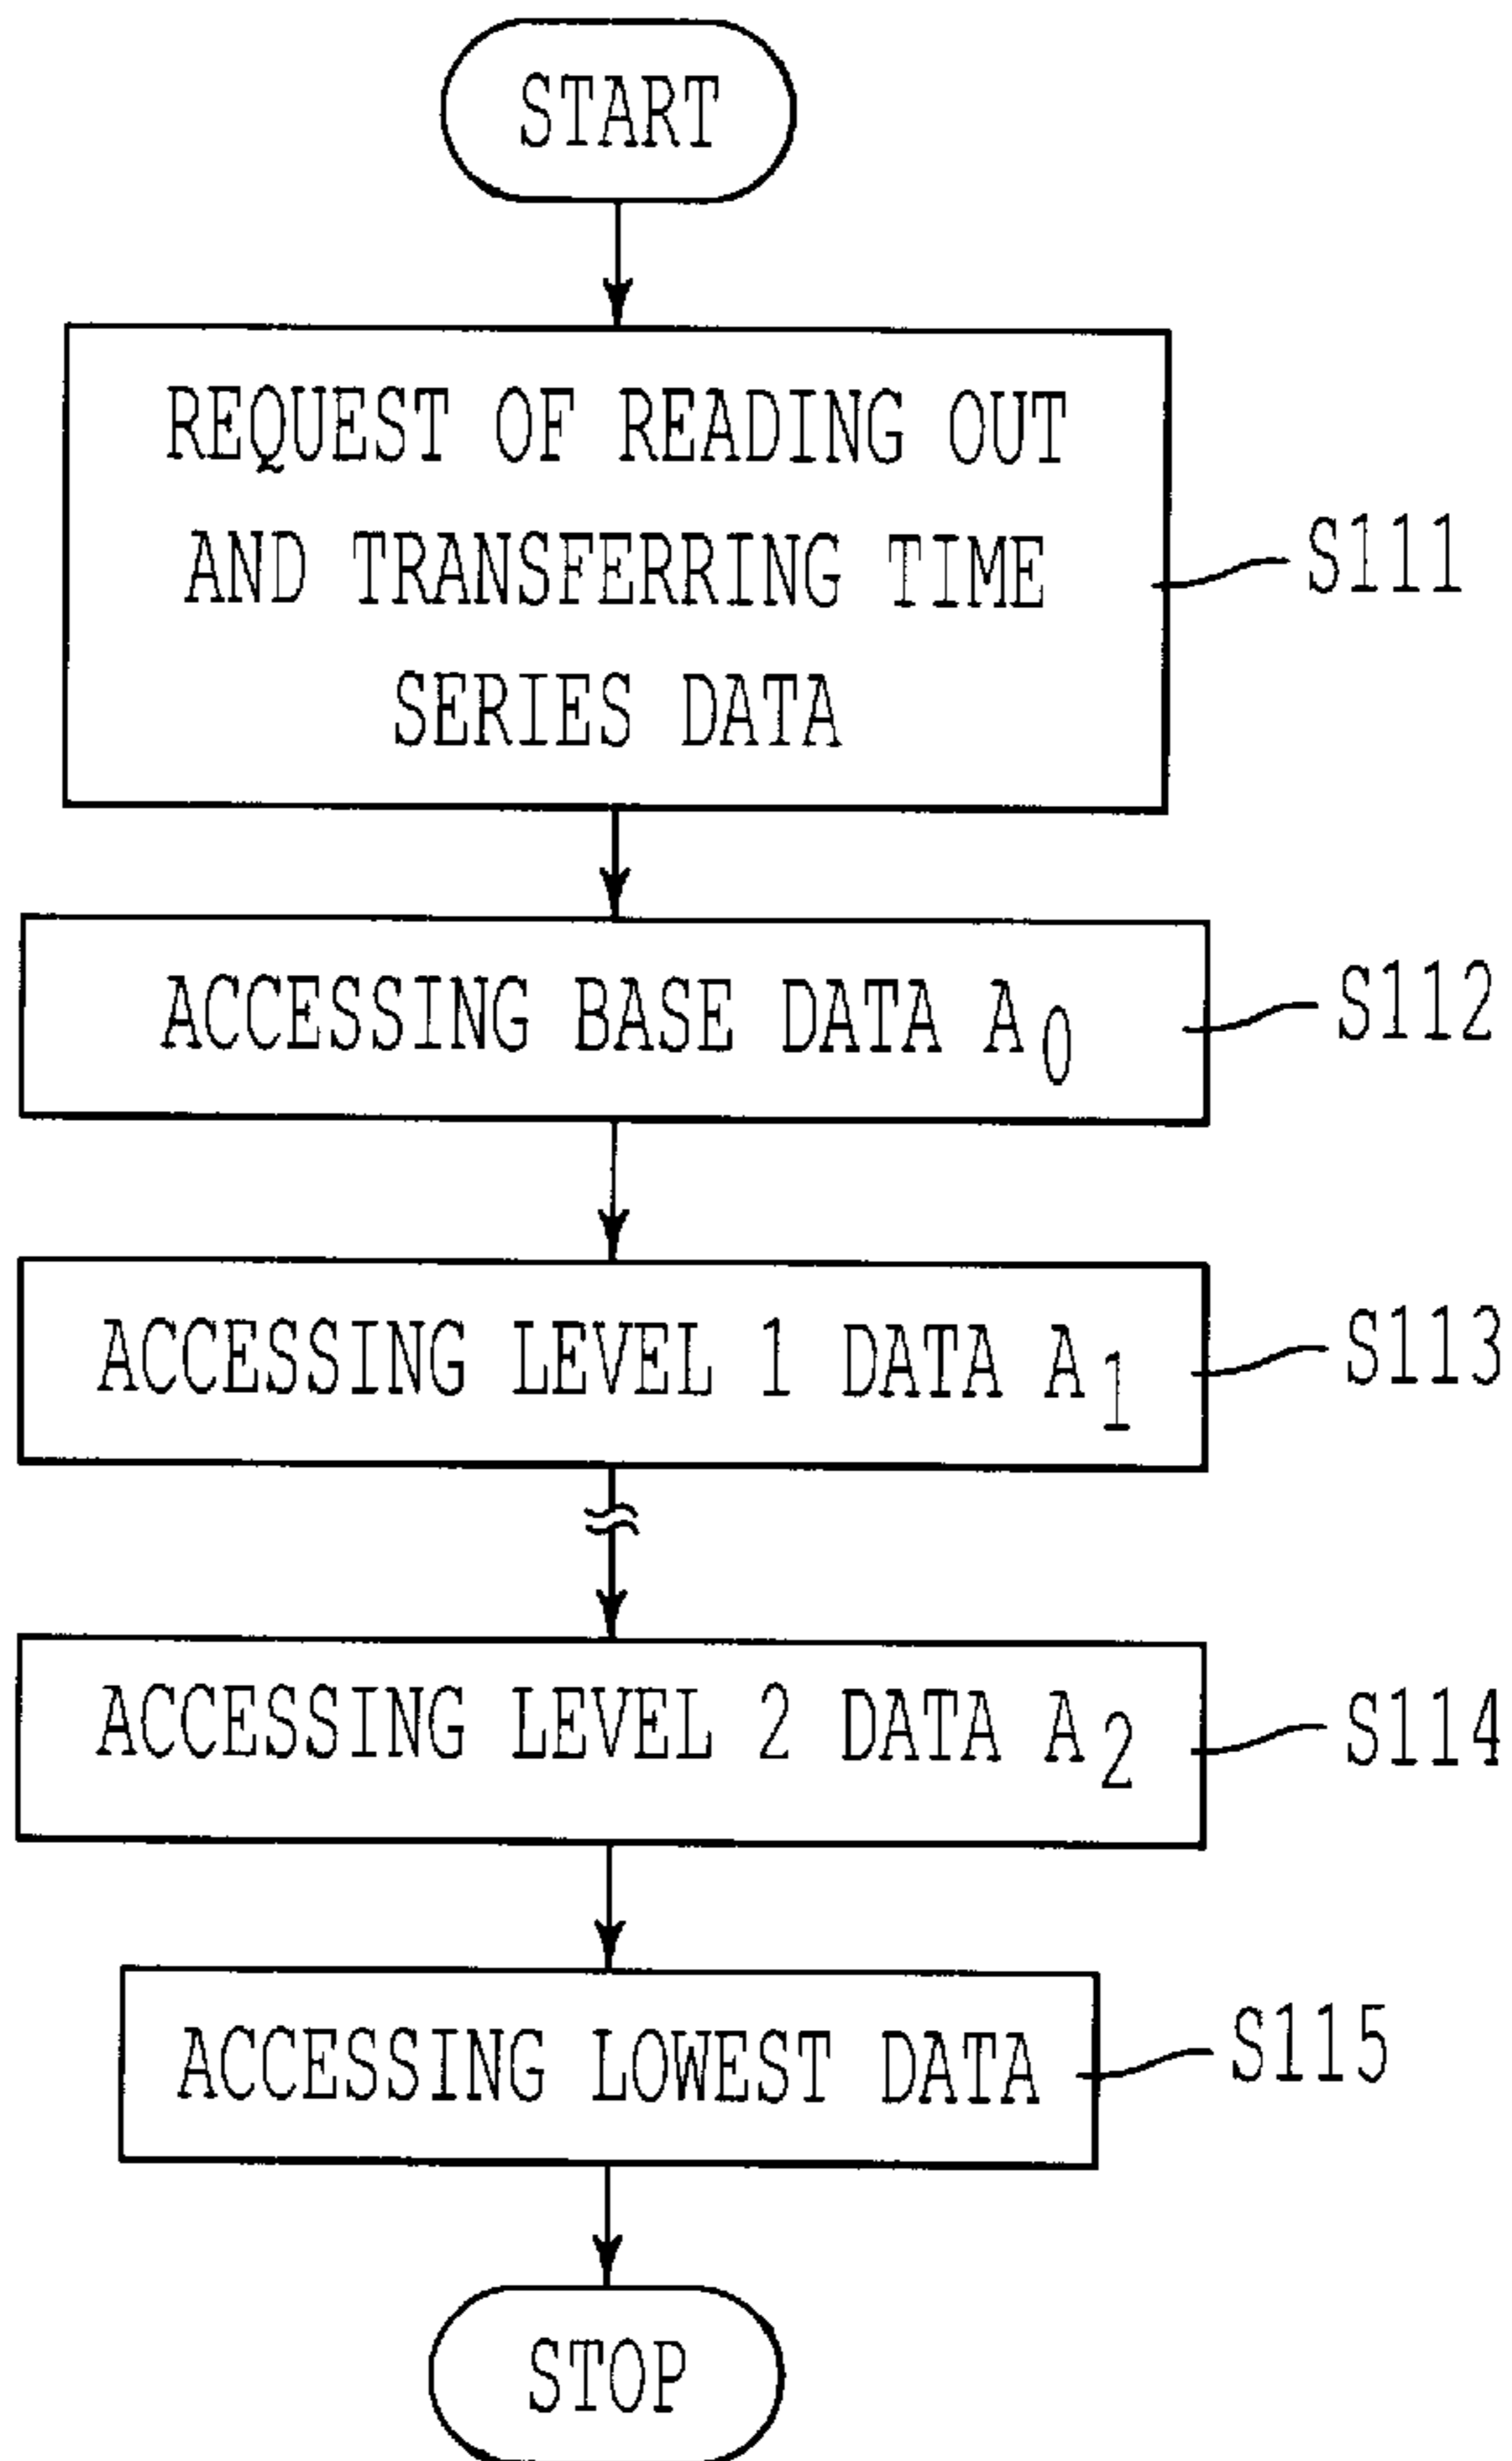 START
REQUEST OF READING OUT
AND TRANSFERRING TIME
SERIES DATA
S111
ACCESSING BASE DATA A0
S112
ACCESSING LEVEL 1 DATA A1
S113
ACCESSING LEVEL 2 DATA A2
S114
ACCESSING LOWEST DATA
S115
STOP